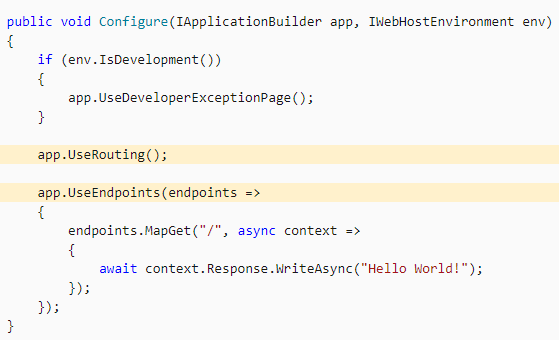 public void Configure(IApplicationBuilder app, IWebHostEnvironment env)
{
    if (env.IsDevelopment())
    {
        app.UseDeveloperExceptionPage();
    }

    app.UseRouting();

    app.UseEndpoints(endpoints =>
    {
        endpoints.MapGet("/", async context =>
        {
            await context.Response.WriteAsync("Hello World!");
        });
    });
}